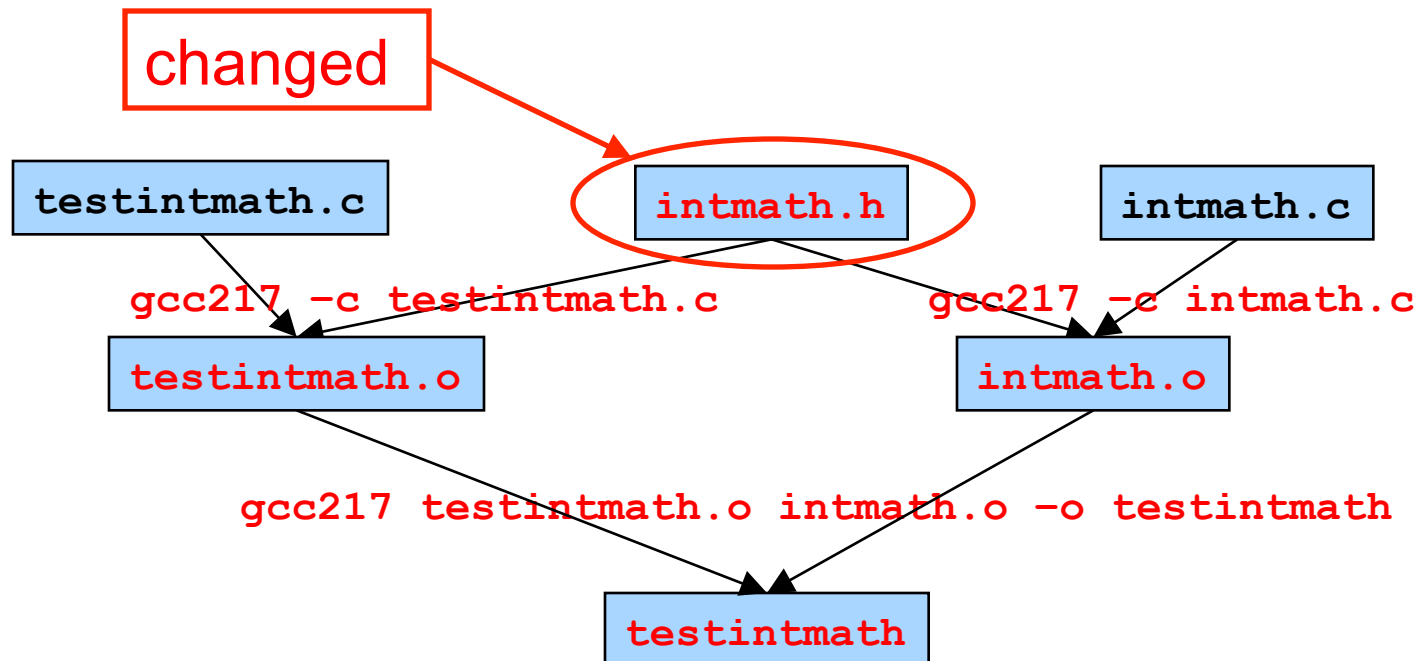 changed
testintmath.c
intmath.h
intmath.c
gcc217 –c testintmath.c
gcc217 –c intmath.c
testintmath.o
intmath.o
gcc217 testintmath.o intmath.o –o testintmath
testintmath